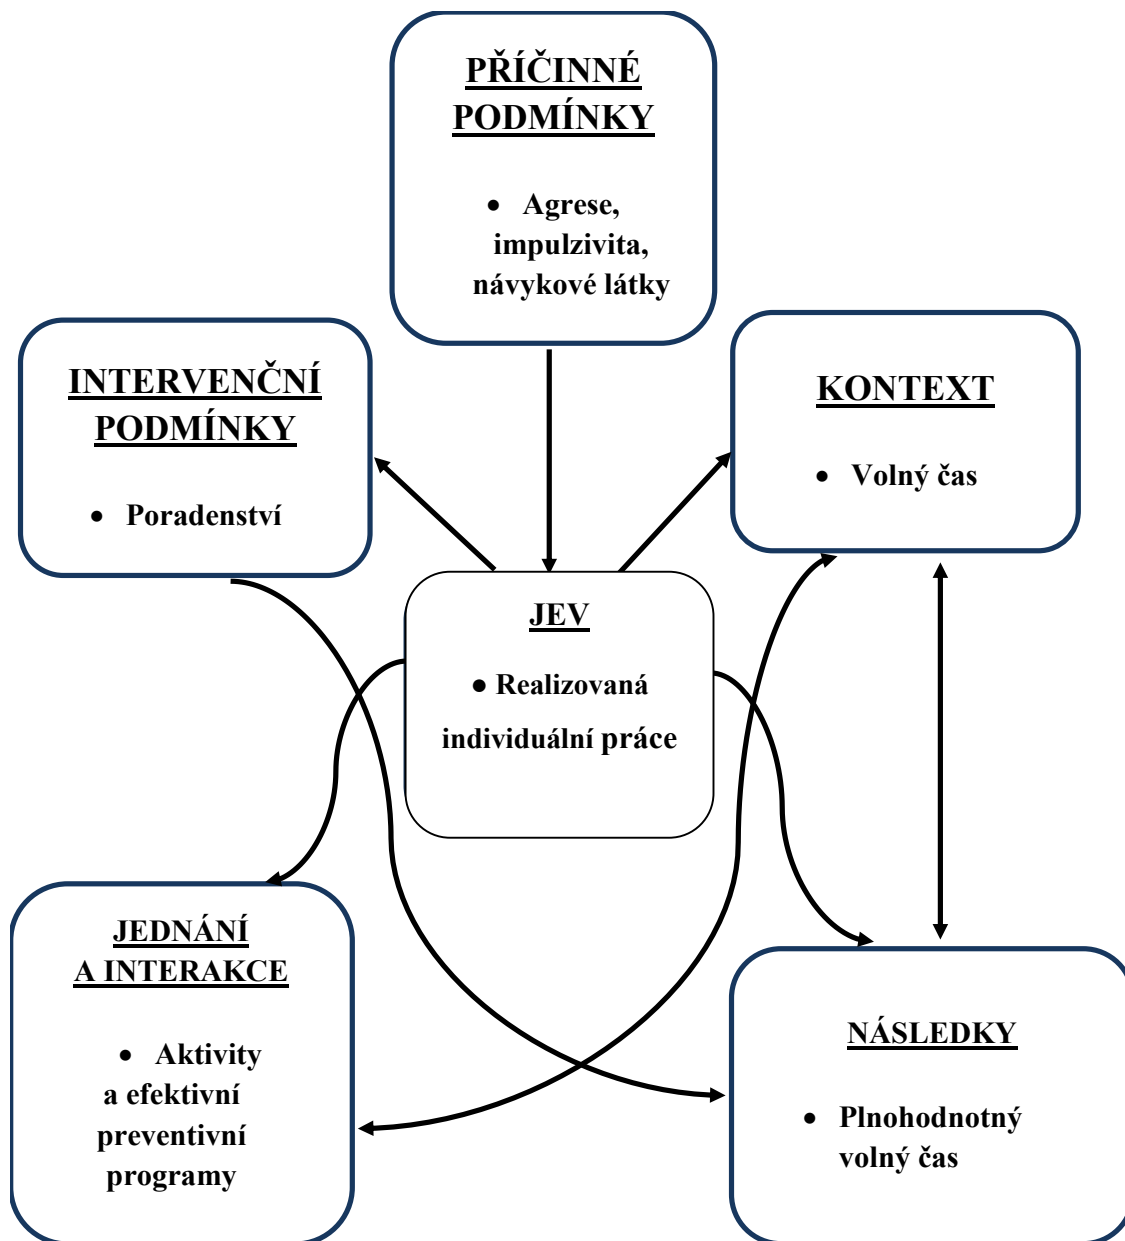 PŘÍČINNÉ
PODMÍNKY
• Agrese,
impulzivita,
návykové látky
INTERVENČNÍ
PODMÍNKY
• Poradenství
KONTEXT
• Volný čas
JEV
• Realizovaná
individuální práce
JEDNÁNÍ
A INTERAKCE
• Aktivity
a efektivní
preventivní
programy
NÁSLEDKY
• Plnohodnotný
volný čas